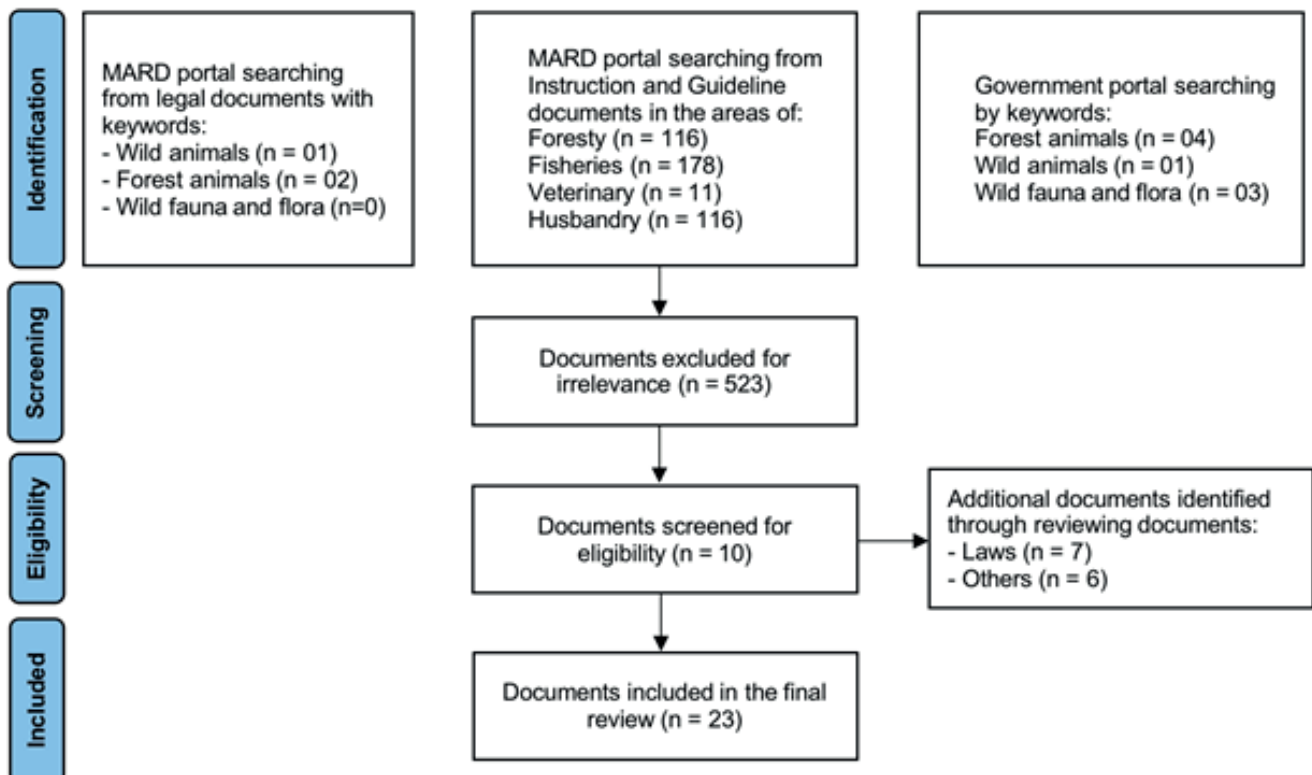 Identification
MARD portal searching
from legal documents with
keywords:
- Wild animals (n = 01)
- Forest animals (n = 02)
- Wild fauna and flora (n=0)
MARD portal searching from
Instruction and Guideline
documents in the areas of:
Foresty (n = 116)
Fisheries (n = 178)
Veterinary (n = 11)
Husbandry (n = 116)
Government portal searching
by keywords:
Forest animals (n = 04)
Wild animals (n = 01)
Wild fauna and flora (n = 03)
Screening
Documents excluded for
irrelevance (n = 523)
Eligibility
Documents screened for
eligibility (n = 10)
Additional documents identified
through reviewing documents:
- Laws (n = 7)
- Others (n = 6)
Included
Documents included in the final
review (n = 23)